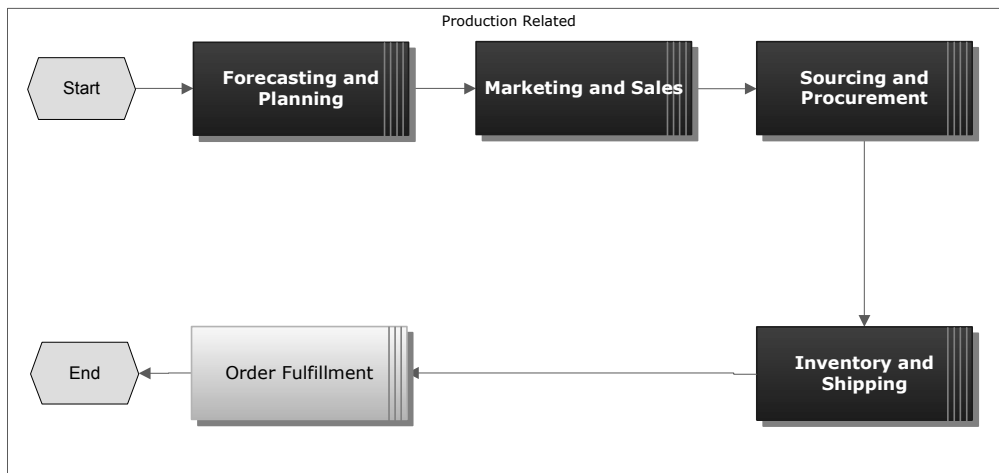 Production Related
Start
Forecasting and
Planning
Marketing and Sales
Sourcing and
Procurement
Inventory and
Shipping
Order Fulfillment
End